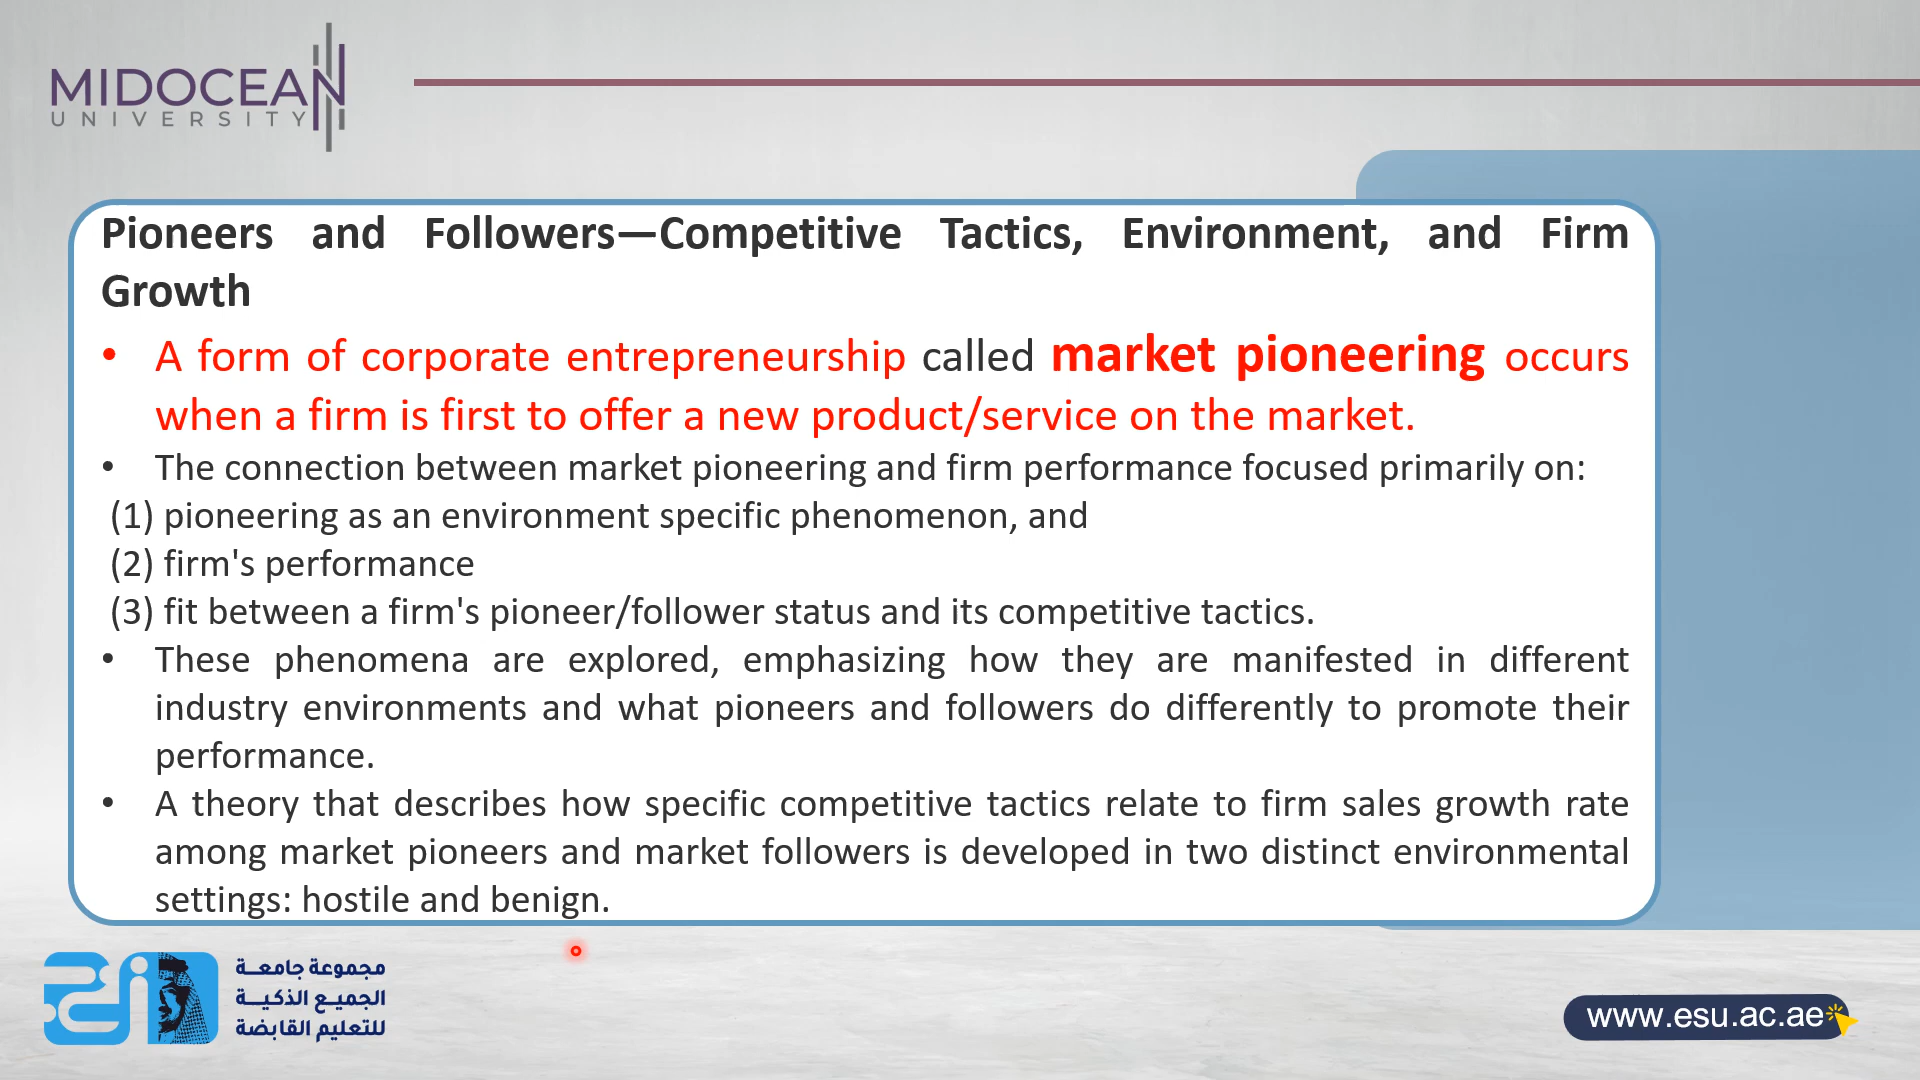 MIDOCEAN
UNIVERSITY
Pioneers and Followers—Competitive Tactics, Environment, and Firm
Growth
• A form of corporate entrepreneurship called market pioneering occurs
when a firm is first to offer a new product/service on the market.
• The connection between market pioneering and firm performance focused primarily on:
(1) pioneering as an environment specific phenomenon, and
(2) firm's performance
(3) fit between a firm's pioneer/follower status and its competitive tactics.
• These phenomena are explored, emphasizing how they are manifested in different
industry environments and what pioneers and followers do differently to promote their
performance.
• A theory that describes how specific competitive tactics relate to firm sales growth rate
among market pioneers and market followers is developed in two distinct environmental
settings: hostile and benign.
مجموعة جامعـــة
الجميـع الذكيـــة
للتعليم القابضة
www.esu.ac.ae